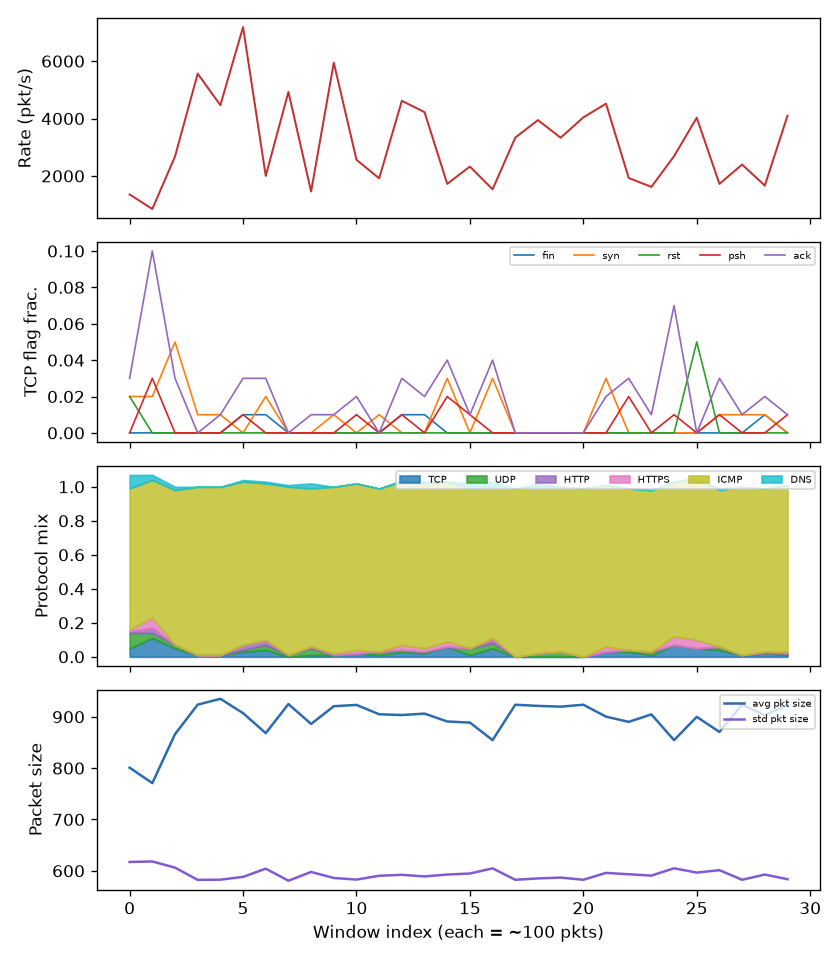 6000
4000
2000
Rate (pkt/s)
fin syn rst psh ack
0.10
0.08
0.06
0.04
0.02
0.00
TCP flag frac.
TCP UDP HTTP HTTPS ICMP DNS
1.0
0.8
0.6
0.4
0.2
0.0
Protocol mix
avg pkt size
std pkt size
900
800
700
600
Packet size
0 5 10 15 20 25 30
Window index (each = ~100 pkts)